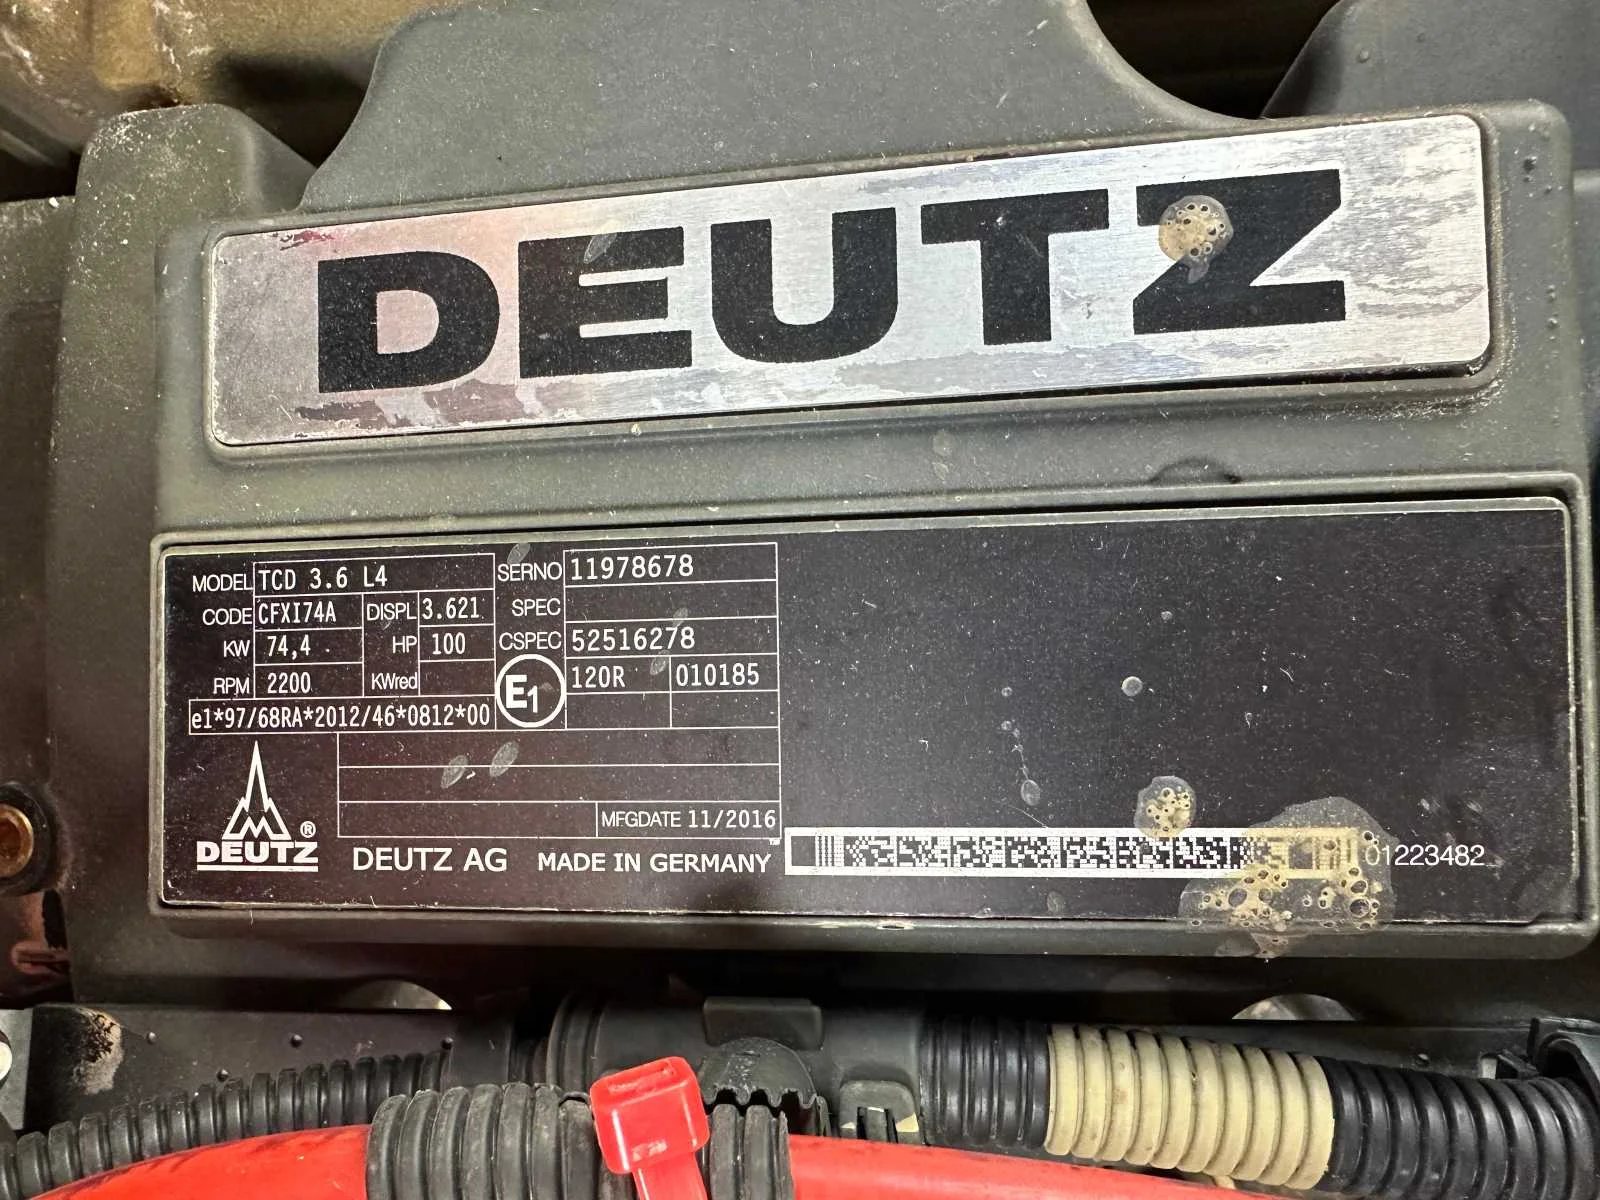 DEUTZ
MODEL TCD 3.6 L4 SERNO 11978678
CODE CFXI74A DISPL 3.621 SPEC
KW 74,4 HP 100 CSPEC 52516278
RPM 2200 KWred E1 120R 010185
e1*97/68RA*2012/46*0812*00
MFGDATE 11/2016
DEUTZ ® DEUTZ AG MADE IN GERMANY
01223482